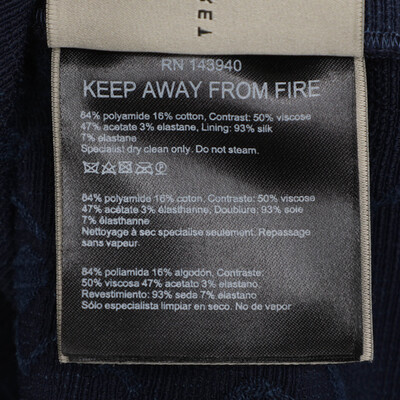 RN 143940
KEEP AWAY FROM FIRE
84% polyamide 16% cotton, Contrast: 50% viscose
47% acetate 3% elastane, Lining: 93% silk
7% elastane
Specialist dry clean only. Do not steam.
84% polyamide 16% coton, Contraste: 50% viscose
47% acétate 3% élasthanne, Doublure: 93% soie
7% élasthanne
Nettoyage à sec specialise seulement. Repassage
sans vapeur.
84% poliamida 16% algodón, Contraste:
50% viscosa 47% acetato 3% elastano.
Revestimiento: 93% seda 7% elastano
Sólo especialista limpiar en seco. No de vapor